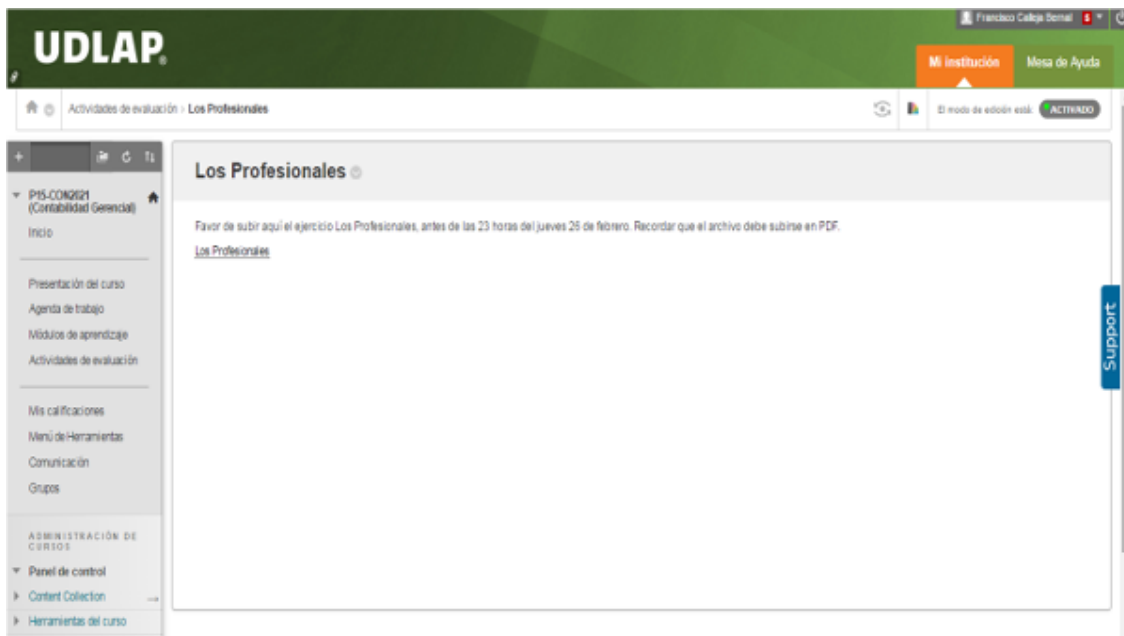 Francisco Calleja Bernal 5
UDLAP
Mi institución
Mesa de Ayuda
Actividades de evaluación > Los Profesionales
El modo de edición está: ACTIVADO
P15-CON2021
(Contabilidad Gerencial)
Inicio
Presentación del curso
Agenda de trabajo
Módulos de aprendizaje
Actividades de evaluación
Mis calificaciones
Menú de Herramientas
Comunicación
Grupos
ADMINISTRACIÓN DE
CURSOS
Panel de control
Content Collection
Herramientas del curso
Los Profesionales
Favor de subir aquí el ejercicio Los Profesionales, antes de las 23 horas del jueves 26 de febrero. Recordar que el archivo debe subirse en PDF.
Los Profesionales
Support